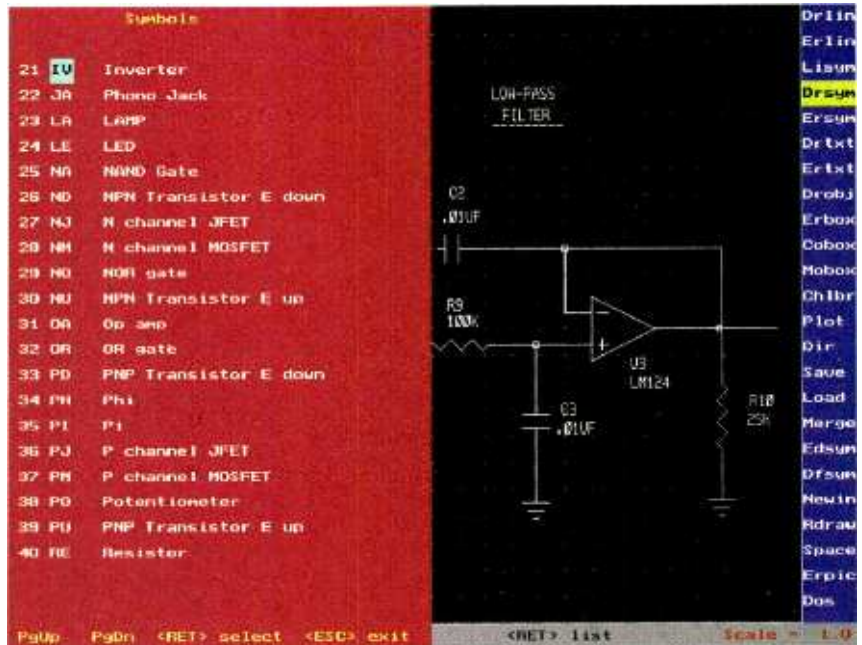 Symbols
21 IV Inverter
22 JA Phono Jack
23 LA LAMP
24 LE LED
25 NA NAND Gate
26 ND NPN Transistor E down
27 NJ N channel JFET
28 NM N channel MOSFET
29 NO NOR gate
30 NU NPN Transistor E up
31 OA Op amp
32 OR OR gate
33 PD PNP Transistor E down
34 PH Phi
35 PI Pi
36 PJ P channel JFET
37 PM P channel MOSFET
38 PO Potentiometer
39 PU PNP Transistor E up
40 RE Resistor
PgUp PgDn <RET> select <ESC> exit
LOW-PASS
FILTER
C2
.01UF
R9
100K
U3
LM124
C3
.01UF
R10
25K
<RET> list
Scale = 1.0
Drlin
Erlin
Lisym
Drsym
Ersym
Drtxt
Ertxt
Drobj
Erbox
Cobox
Mobox
Chlbr
Plot
Dir
Save
Load
Merge
Edsym
Dfsym
Newin
Rdraw
Space
Erpic
Dos